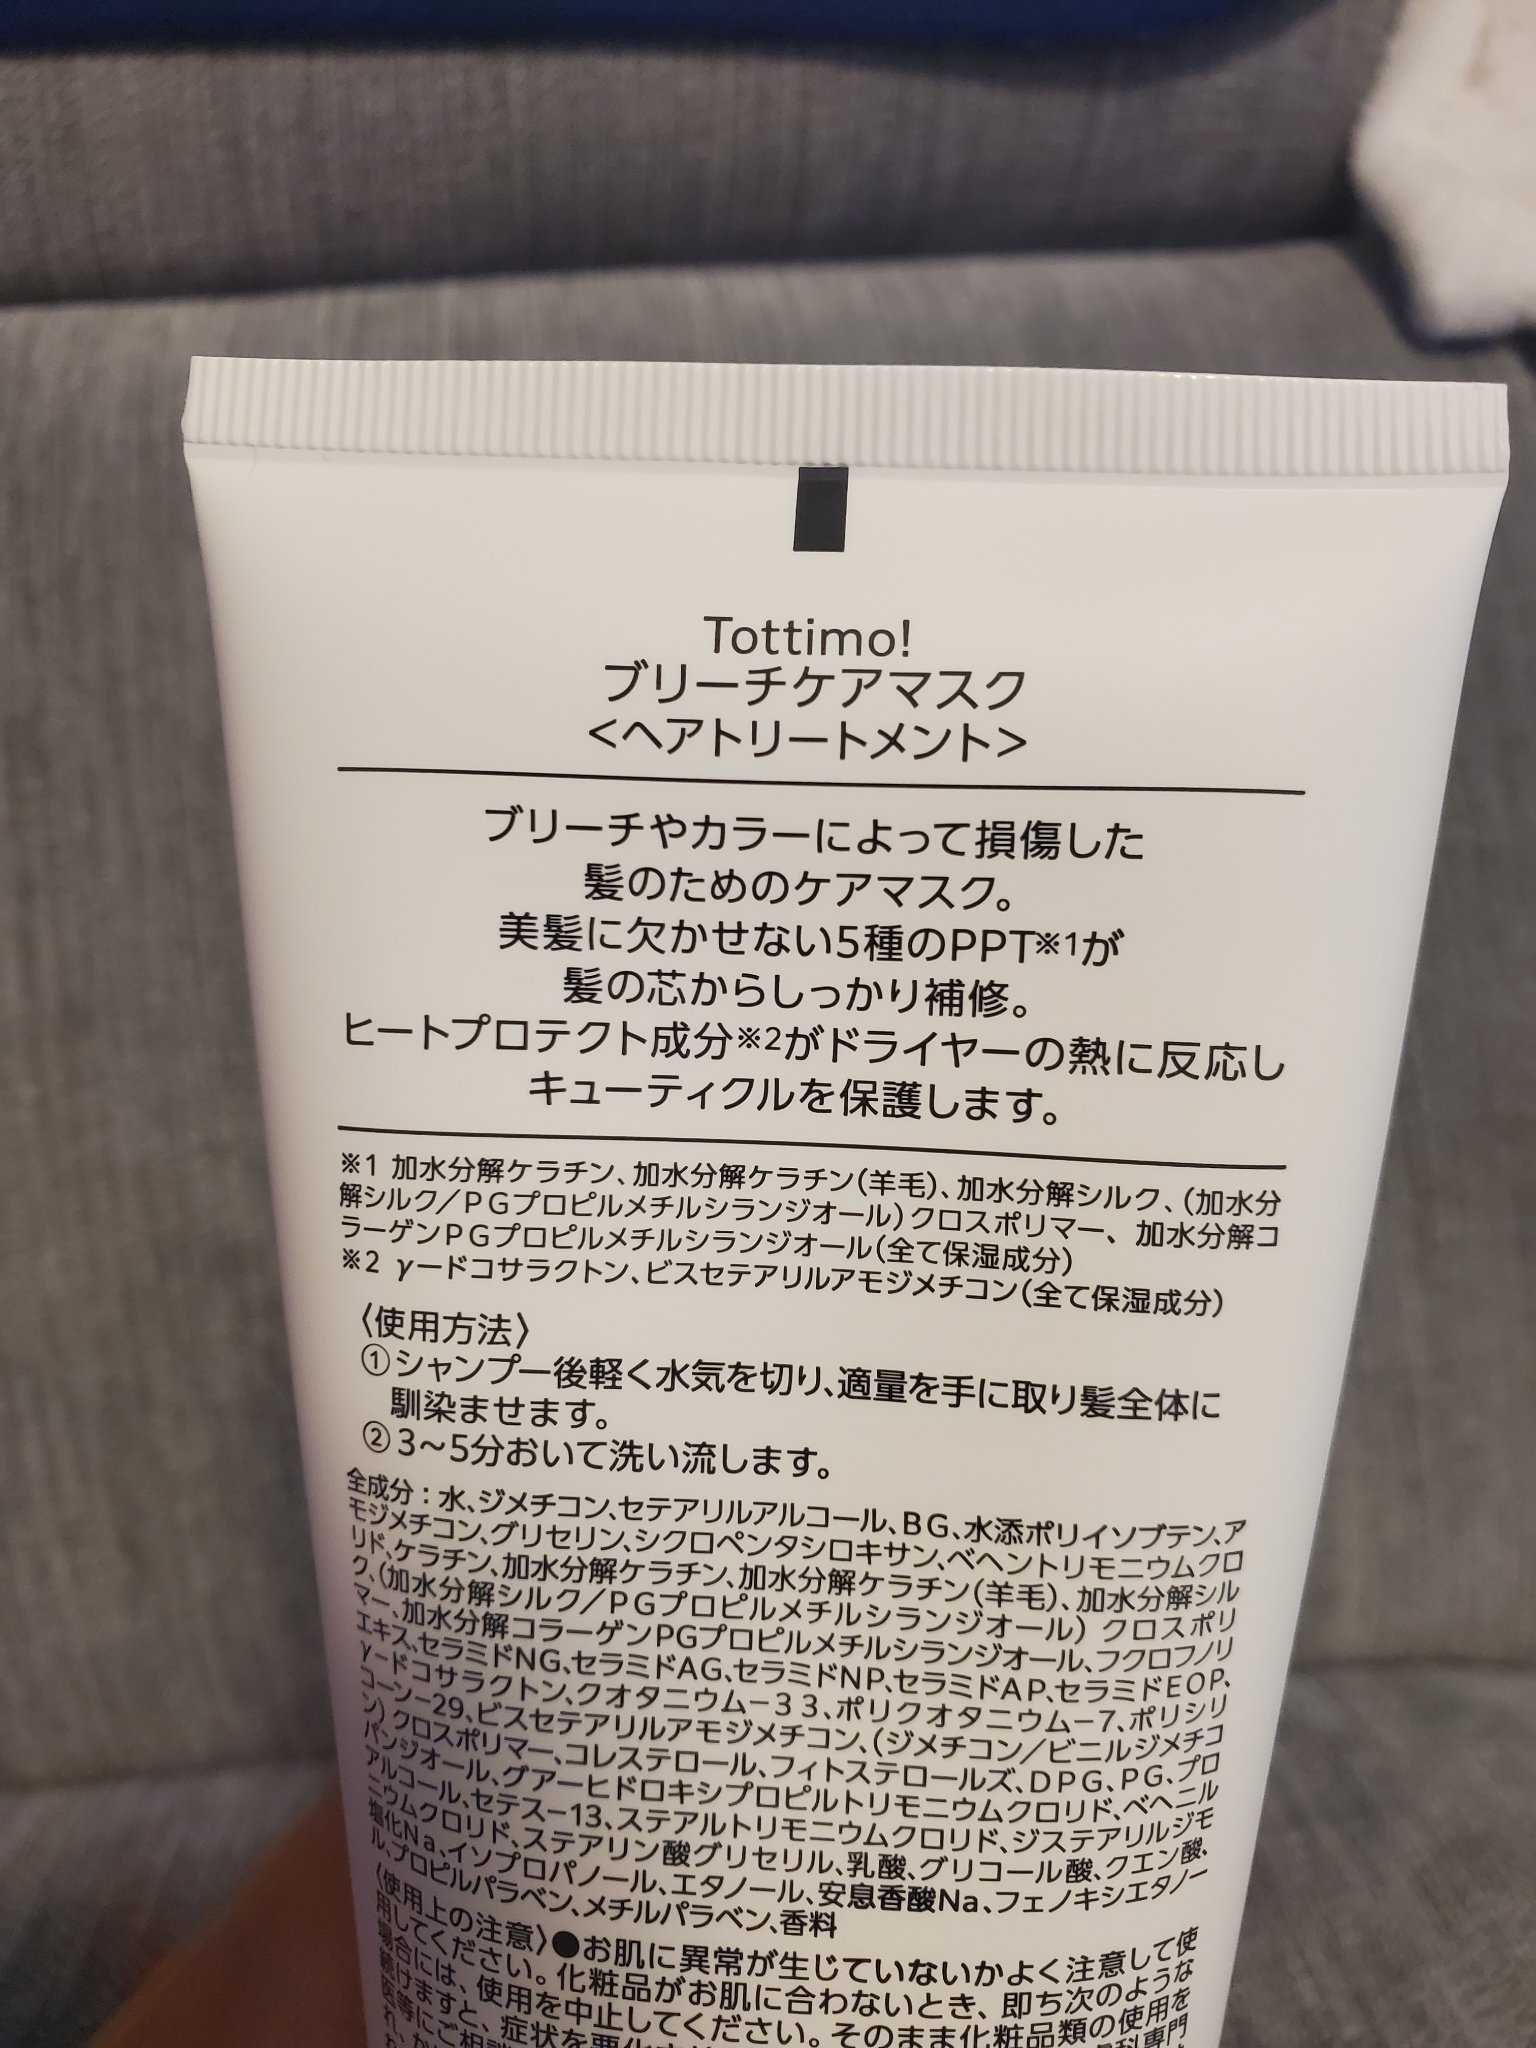 Tottimo!
ブリーチケアマスク
<ヘアトリートメント>
ブリーチやカラーによって損傷した
髪のためのケアマスク。
美髪に欠かせない5種のPPT※1が
髪の芯からしっかり補修。
ヒートプロテクト成分※2がドライヤーの熱に反応し
キューティクルを保護します。
※1 加水分解ケラチン、加水分解ケラチン(羊毛)、加水分解シルク、(加水分
解シルク/PGプロピルメチルシランジオール)クロスポリマー、加水分解コ
ラーゲンPGプロピルメチルシランジオール(全て保湿成分)
※2 γードコサラクトン、ビスセテアリルアモジメチコン(全て保湿成分)
〈使用方法〉
①シャンプー後軽く水気を切り、適量を手に取り髪全体に
馴染ませます。
②3~5分おいて洗い流します。
全成分:水、ジメチコン、セテアリルアルコール、BG、水添ポリイソブテン、ア
モジメチコン、グリセリン、シクロペンタシロキサン、ベヘントリモニウムクロ
リド、ケラチン、加水分解ケラチン、加水分解ケラチン(羊毛)、加水分解シル
ク、(加水分解シルク/PGプロピルメチルシランジオール)クロスポリ
マー、加水分解コラーゲンPGプロピルメチルシランジオール、フクロフノリ
エキス、セラミドNG、セラミドAG、セラミドNP、セラミドAP、セラミドEOP、
γ-ドコサラクトン、クオタニウム-33、ポリクオタニウム-7、ポリシリ
コーン-29、ビスセテアリルアモジメチコン、(ジメチコン/ビニルジメチコ
ン)クロスポリマー、コレステロール、フィトステロールズ、DPG、PG、プロ
パンジオール、グアーヒドロキシプロピルトリモニウムクロリド、ベヘニル
アルコール、セテス-13、ステアルトリモニウムクロリド、ジステアリルジモ
ニウムクロリド、ステアリン酸グリセリル、乳酸、グリコール酸、クエン酸、
塩化Na、イソプロパノール、エタノール、安息香酸Na、フェノキシエタノー
ル、プロピルパラベン、メチルパラベン、香料
〈使用上の注意〉●お肌に異常が生じていないかよく注意して使
用してください。化粧品がお肌に合わないとき、即ち次のような
場合には、使用を中止してください。そのまま化粧品類の使用を
続けますと、症状を悪化
医等にご相